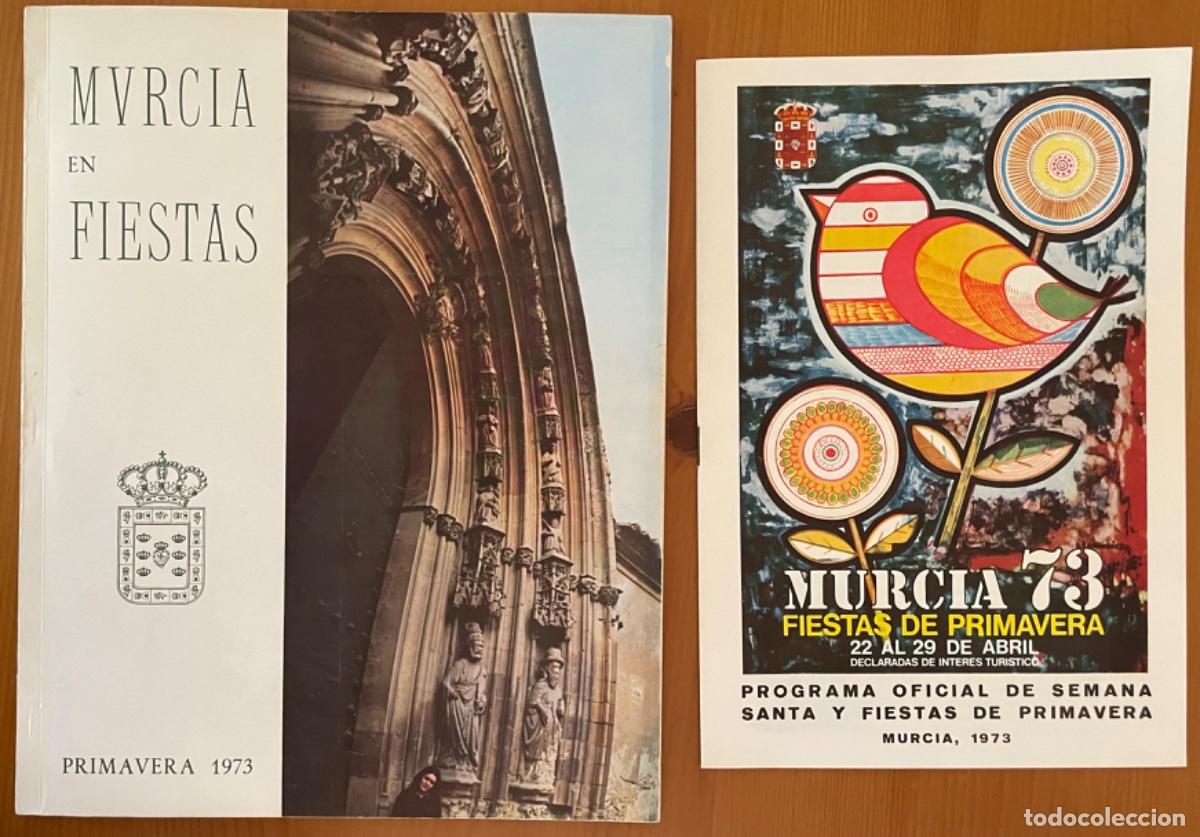 MVRCIA
EN
FIESTAS
PRIMAVERA 1973
MURCIA 73
FIESTAS DE PRIMAVERA
22 AL 29 DE ABRIL
DECLARADAS DE INTERES TURISTICO
PROGRAMA OFICIAL DE SEMANA
SANTA Y FIESTAS DE PRIMAVERA
MURCIA, 1973
todocoleccion